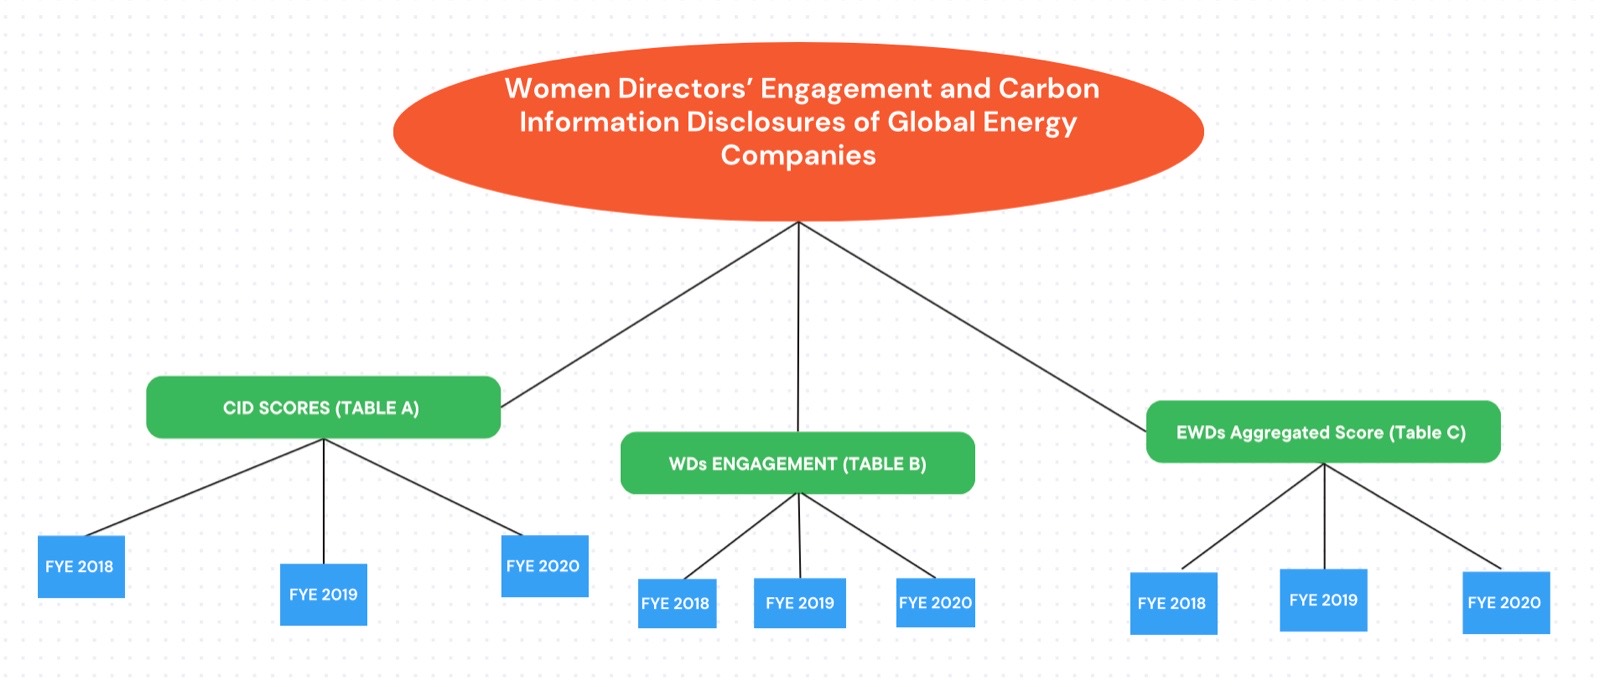 Women Directors’ Engagement and Carbon
Information Disclosures of Global Energy
Companies
CID SCORES (TABLE A)
WDs ENGAGEMENT (TABLE B)
EWDs Aggregated Score (Table C)
FYE 2018
FYE 2019
FYE 2020
FYE 2018
FYE 2019
FYE 2020
FYE 2018
FYE 2019
FYE 2020